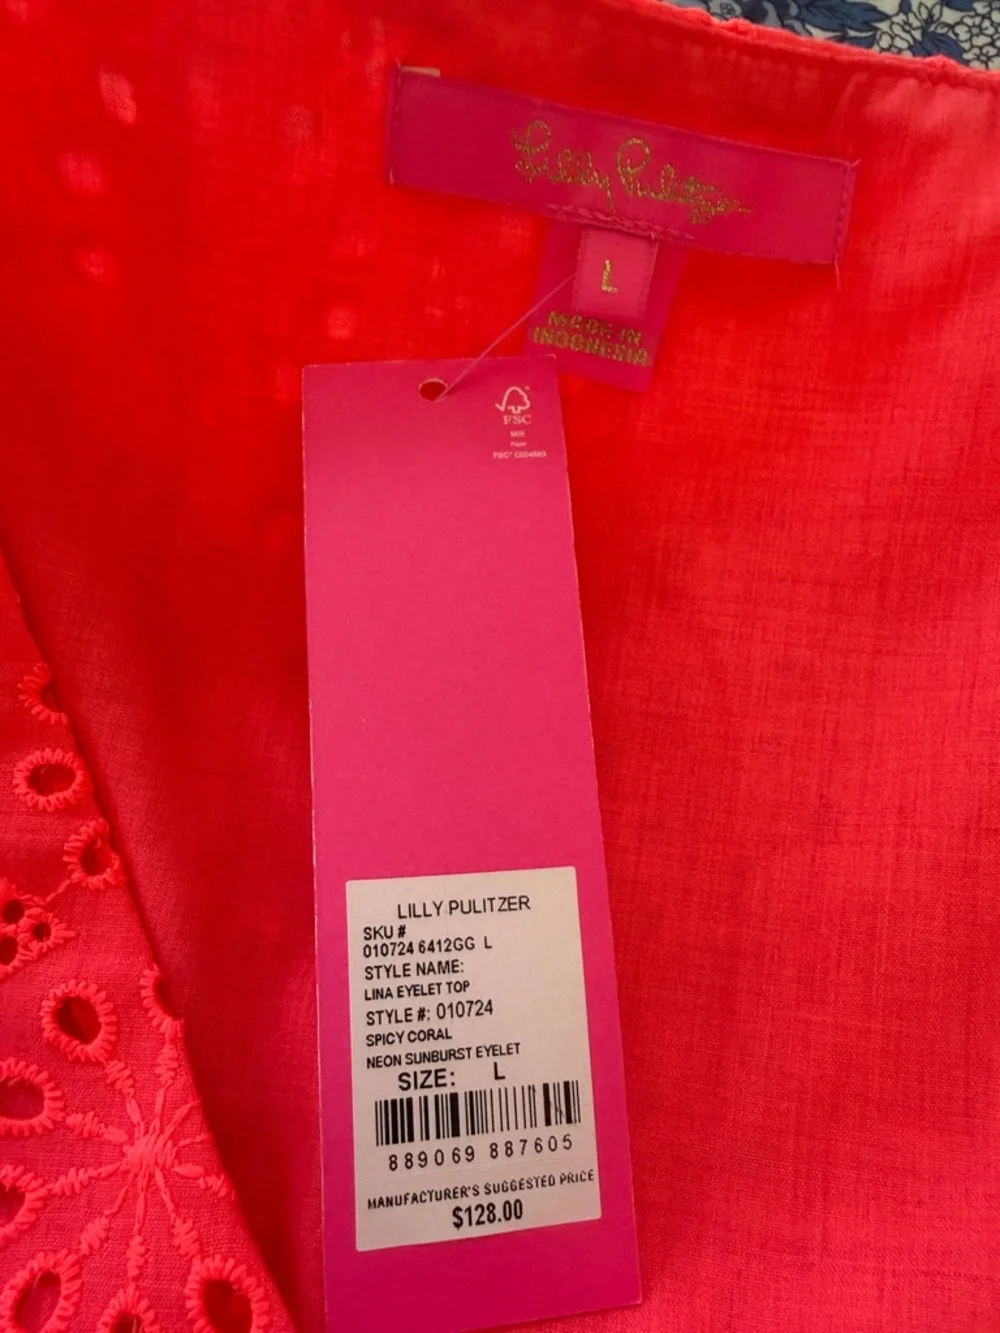 Lilly Pulitzer
L
MADE IN
INDONESIA
FSC
MIX
Paper
LILLY PULITZER
SKU #
010724 6412GG L
STYLE NAME:
LINA EYELET TOP
STYLE #: 010724
SPICY CORAL
NEON SUNBURST EYELET
SIZE: L
889069 887605
MANUFACTURER'S SUGGESTED PRICE
$128.00